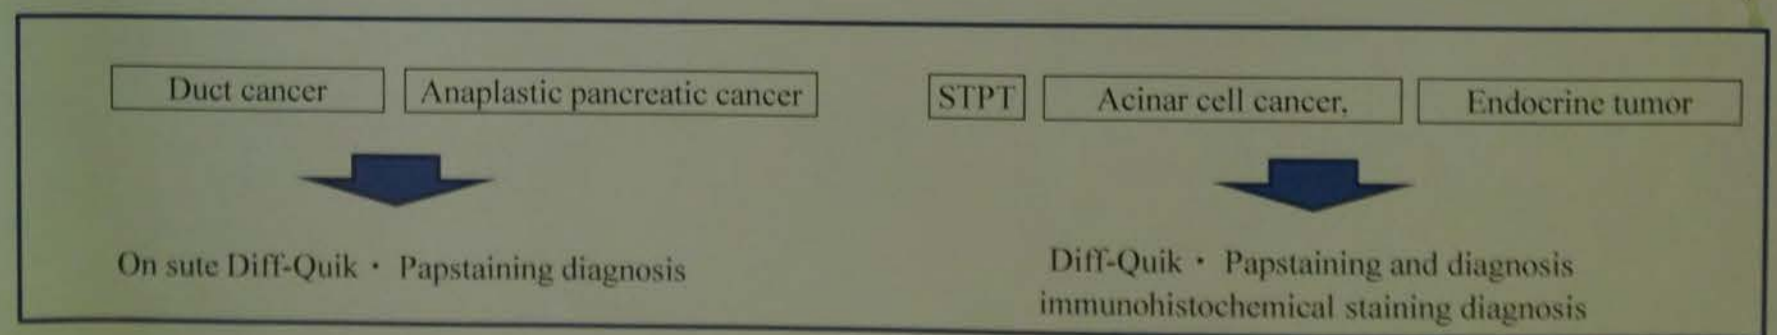 Duct cancer
Anaplastic pancreatic cancer
STPT
Acinar cell cancer,
Endocrine tumor
On sute Diff-Quik・Papstaining diagnosis
Diff-Quik・Papstaining and diagnosis
immunohistochemical staining diagnosis